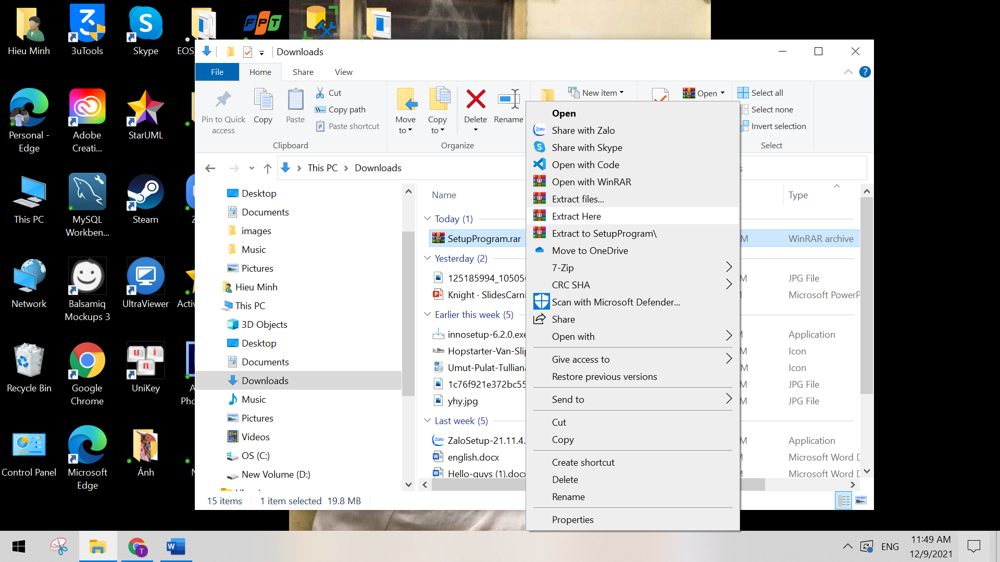 Hieu Minh
3uTools
Skype
EOS_
FPT
Personal - Edge
Adobe Creati...
StarUML
This PC
MySQL Workben...
Steam
Network
Balsamiq Mockups 3
UltraViewer
Activ
Recycle Bin
Google Chrome
UniKey
Pho
Control Panel
Microsoft Edge
Ảnh
Downloads
File
Home
Share
View
Pin to Quick access
Copy
Paste
Cut
Copy path
Paste shortcut
Clipboard
Move to
Copy to
Delete
Rename
Organize
New item
Open
Select all
Select none
Invert selection
Select
This PC
Downloads
Desktop
Documents
images
Music
Pictures
Hieu Minh
This PC
3D Objects
Desktop
Documents
Downloads
Music
Pictures
Videos
OS (C:)
New Volume (D:)
Name
Type
Today (1)
SetupProgram.rar
M
WinRAR archive
Yesterday (2)
125185994_10505
M
JPG File
Knight · SlidesCarni
Microsoft PowerP
Earlier this week (5)
innosetup-6.2.0.exe
Application
Hopstarter-Van-Slip
M
Icon
Umut-Pulat-Tulliana
M
Icon
1c76f921e372bc55
M
JPG File
yhy.jpg
M
JPG File
Last week (5)
ZaloSetup-21.11.4.
M
Application
english.docx
Microsoft Word D
Hello-guys (1).docx
M
Microsoft Word D
Open
Share with Zalo
Share with Skype
Open with Code
Open with WinRAR
Extract files...
Extract Here
Extract to SetupProgram\
Move to OneDrive
7-Zip
CRC SHA
Scan with Microsoft Defender...
Share
Open with
Give access to
Restore previous versions
Send to
Cut
Copy
Create shortcut
Delete
Rename
Properties
15 items
1 item selected 19.8 MB
ENG
11:49 AM
12/9/2021